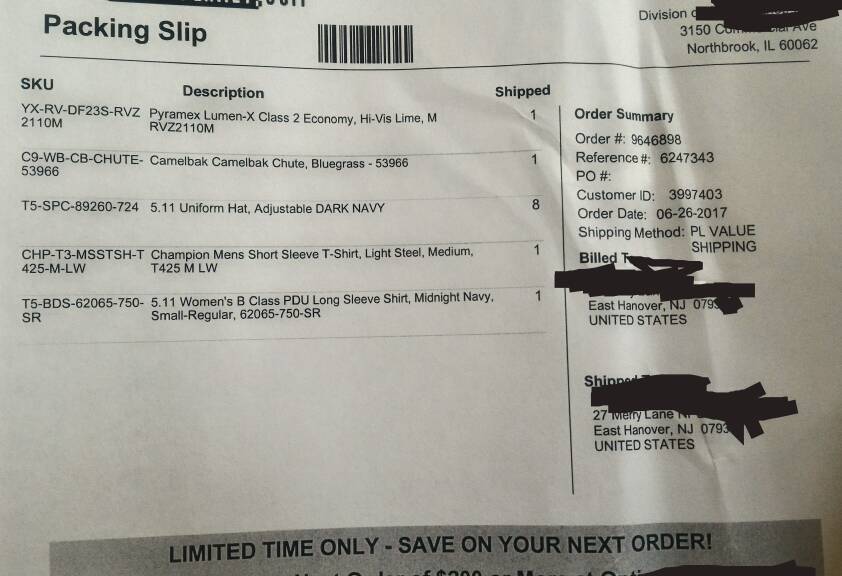 Packing Slip
Division
3150 Ave
Northbrook, IL 60062
SKU Description Shipped
YX-RV-DF23S-RVZ Pyramex Lumen-X Class 2 Economy, Hi-Vis Lime, M 1
2110M RVZ2110M
C9-WB-CB-CHUTE- Camelbak Camelbak Chute, Bluegrass - 53966 1
53966
T5-SPC-89260-724 5.11 Uniform Hat, Adjustable DARK NAVY 8
CHP-T3-MSSTSH-T Champion Mens Short Sleeve T-Shirt, Light Steel, Medium, 1
425-M-LW T425 M LW
T5-BDS-62065-750- 5.11 Women's B Class PDU Long Sleeve Shirt, Midnight Navy, 1
SR Small-Regular, 62065-750-SR
Order Summary
Order #: 9646898
Reference#: 6247343
PO #:
Customer ID: 3997403
Order Date: 06-26-2017
Shipping Method: PL VALUE
SHIPPING
Billed
East Hanover, NJ
UNITED STATES
27 Merry Lane
East Hanover, NJ
UNITED STATES
LIMITED TIME ONLY - SAVE ON YOUR NEXT ORDER!